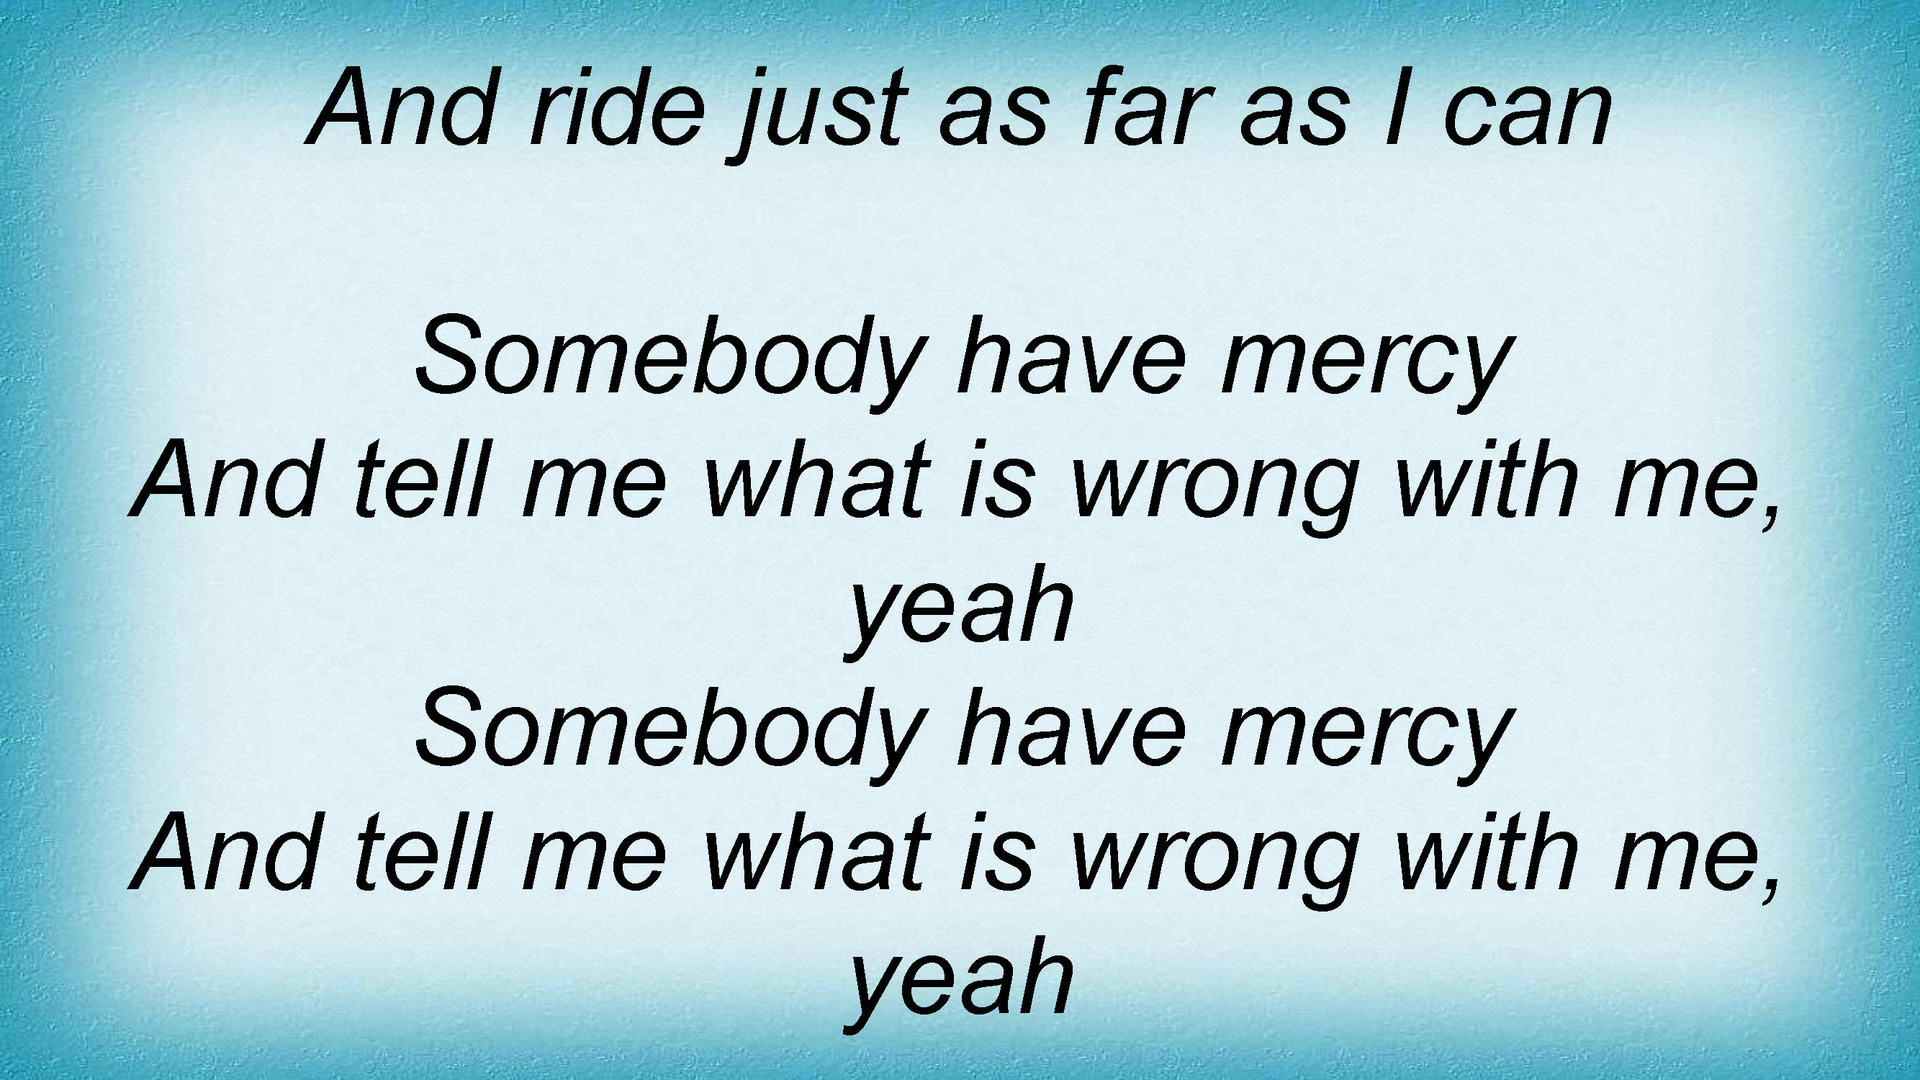 And ride just as far as I can
Somebody have mercy
And tell me what is wrong with me,
yeah
Somebody have mercy
And tell me what is wrong with me,
yeah